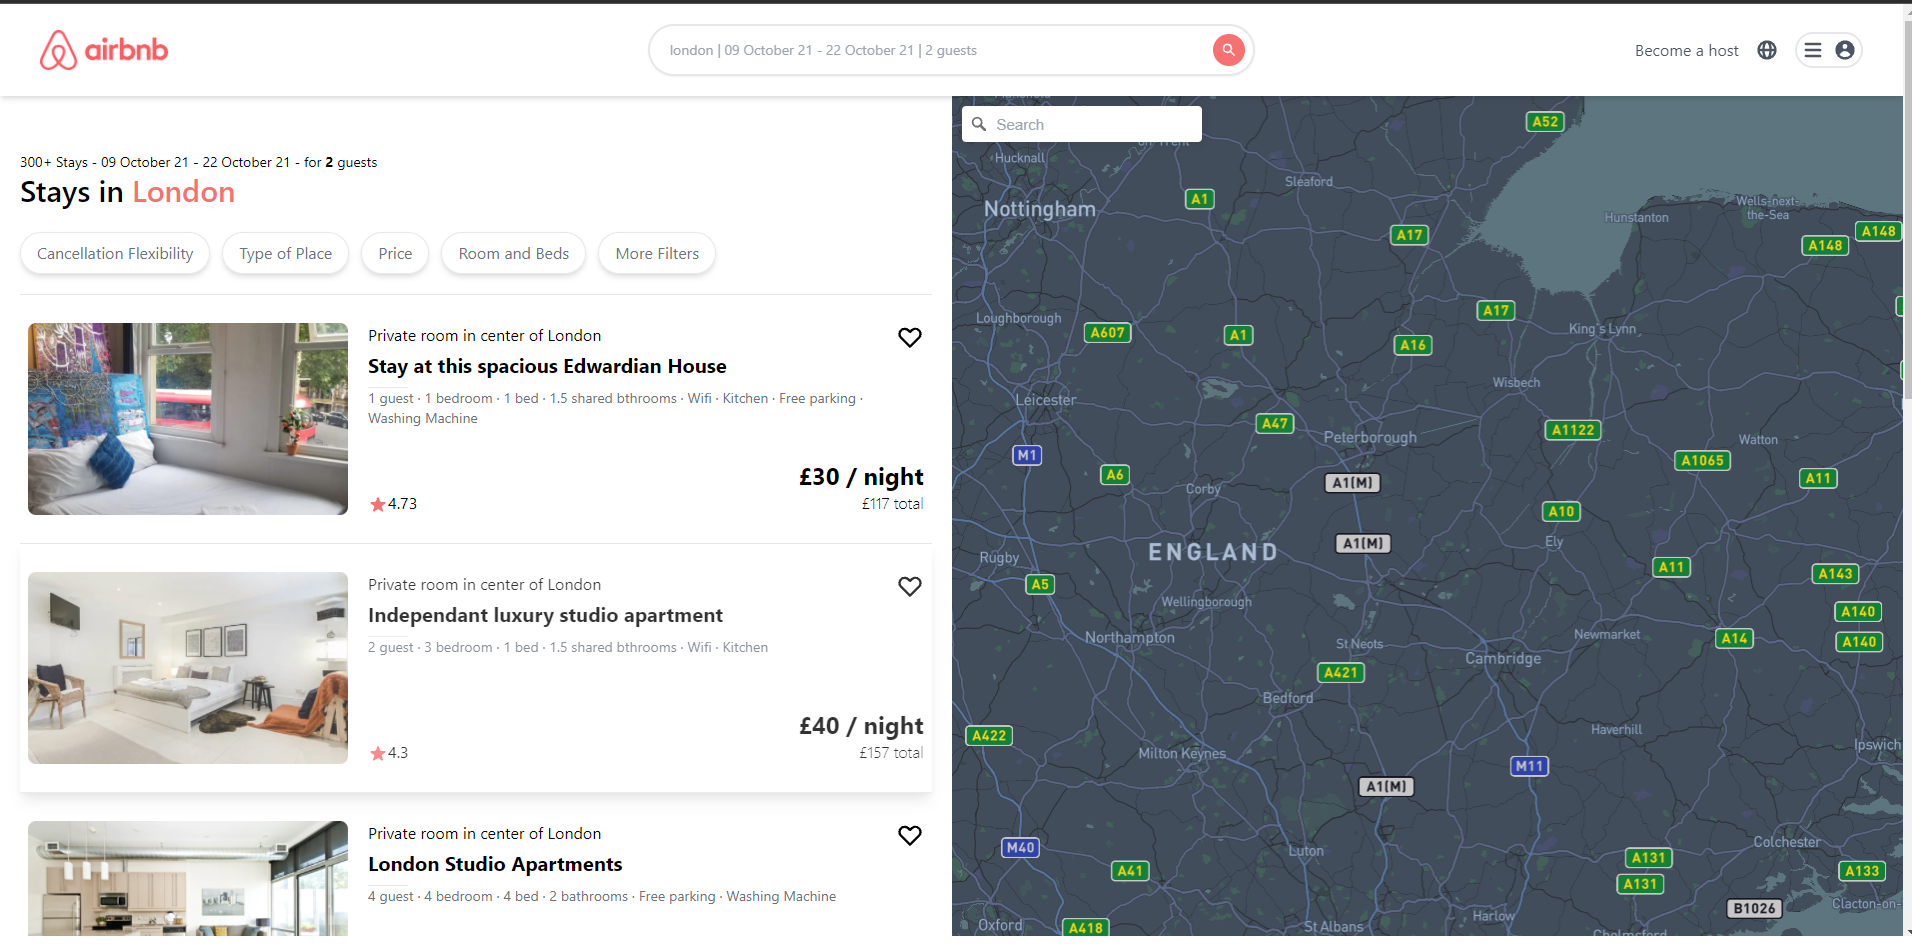 airbnb
london | 09 October 21 - 22 October 21 | 2 guests
Become a host
300+ Stays - 09 October 21 - 22 October 21 - for 2 guests
Stays in London
Cancellation Flexibility
Type of Place
Price
Room and Beds
More Filters
Private room in center of London
Stay at this spacious Edwardian House
1 guest · 1 bedroom · 1 bed · 1.5 shared bthrooms · Wifi · Kitchen · Free parking ·
Washing Machine
£30 / night
4.73
£117 total
Private room in center of London
Independant luxury studio apartment
2 guest · 3 bedroom · 1 bed · 1.5 shared bthrooms · Wifi · Kitchen
£40 / night
4.3
£157 total
Private room in center of London
London Studio Apartments
4 guest · 4 bedroom · 4 bed · 2 bathrooms · Free parking · Washing Machine
Search
A52
Hucknall
Sleaford
A1
Nottingham
Wells-next-
the-Sea
Hunstanton
A17
A148
A148
Loughborough
A607
A1
A17
King's Lynn
A16
Wisbech
Leicester
A47
Peterborough
A1122
Watton
M1
A1065
A6
A1(M)
A11
Corby
A10
Ely
A1(M)
ENGLAND
Rugby
A5
A11
A143
Wellingborough
A140
Northampton
St Neots
Newmarket
A14
A140
Cambridge
A421
Bedford
A422
Haverhill
Milton Keynes
Ipswich
M11
A1(M)
M40
Luton
Colchester
A131
A41
A133
A131
B1026
Clacton-on-
Harlow
Oxford
A418
St Albans
Chelmsford